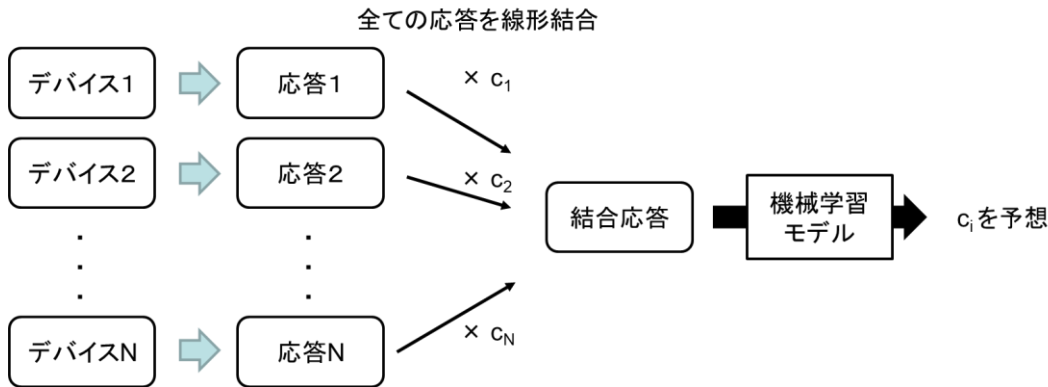 全ての応答を線形結合
デバイス1
応答1
× c₁
デバイス2
応答2
× c₂
結合応答
機械学習
モデル
cᵢを予想
デバイスN
応答N
× c_N